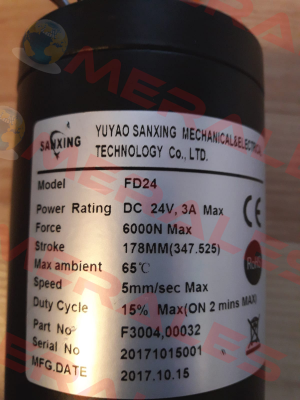 SANXING
YUYAO SANXING MECHANICAL&ELECTRICAL
TECHNOLOGY Co., LTD.
Model FD24
Power Rating DC 24V, 3A Max
Force 6000N Max
Stroke 178MM(347.525)
Max ambient 65℃
Speed 5mm/sec Max
Duty Cycle 15% Max(ON 2 mins MAX)
Part No F3004,00032
Serial No 20171015001
MFG.DATE 2017.10.15
CE
RoHS
MERALES